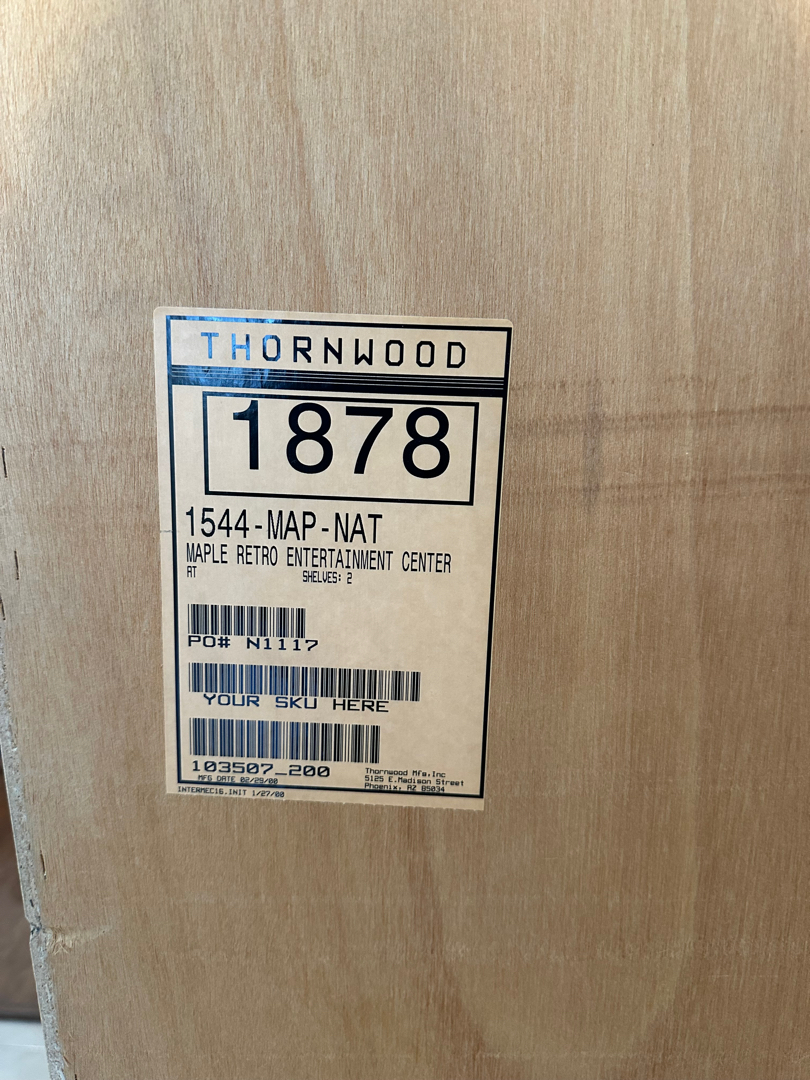 THORNWOOD
1878
1544-MAP-NAT
MAPLE RETRO ENTERTAINMENT CENTER
AT SHELVES: 2
PO# N1117
YOUR SKU HERE
103507_200
MFG DATE 02/29/00
Thornwood Mfg,Inc
5125 E.Madison Street
Phoenix, AZ 85034
INTERMEC16.INIT 1/27/00